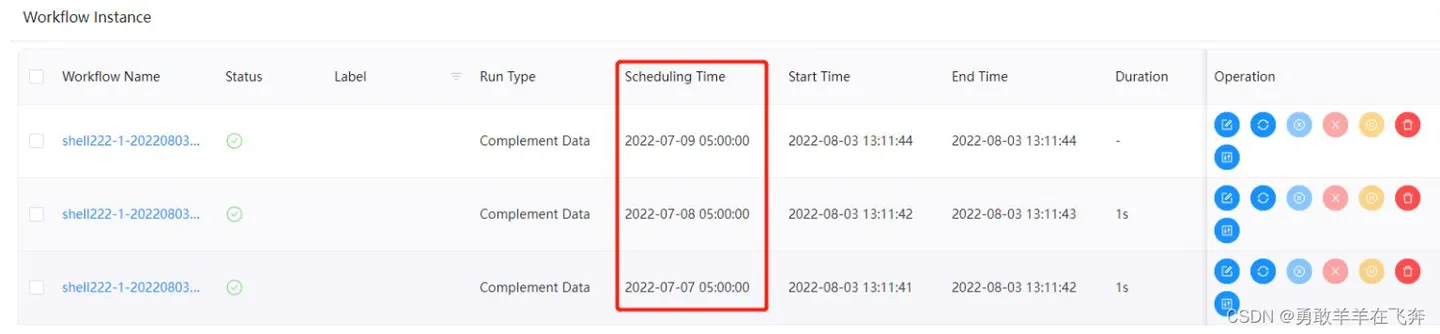 Workflow Instance
Workflow Name Status Label Run Type Scheduling Time Start Time End Time Duration Operation
shell222-1-20220803... Complement Data 2022-07-09 05:00:00 2022-08-03 13:11:44 2022-08-03 13:11:44 -
shell222-1-20220803... Complement Data 2022-07-08 05:00:00 2022-08-03 13:11:42 2022-08-03 13:11:43 1s
shell222-1-20220803... Complement Data 2022-07-07 05:00:00 2022-08-03 13:11:41 2022-08-03 13:11:42 1s
CSDN @勇敢羊羊在飞奔